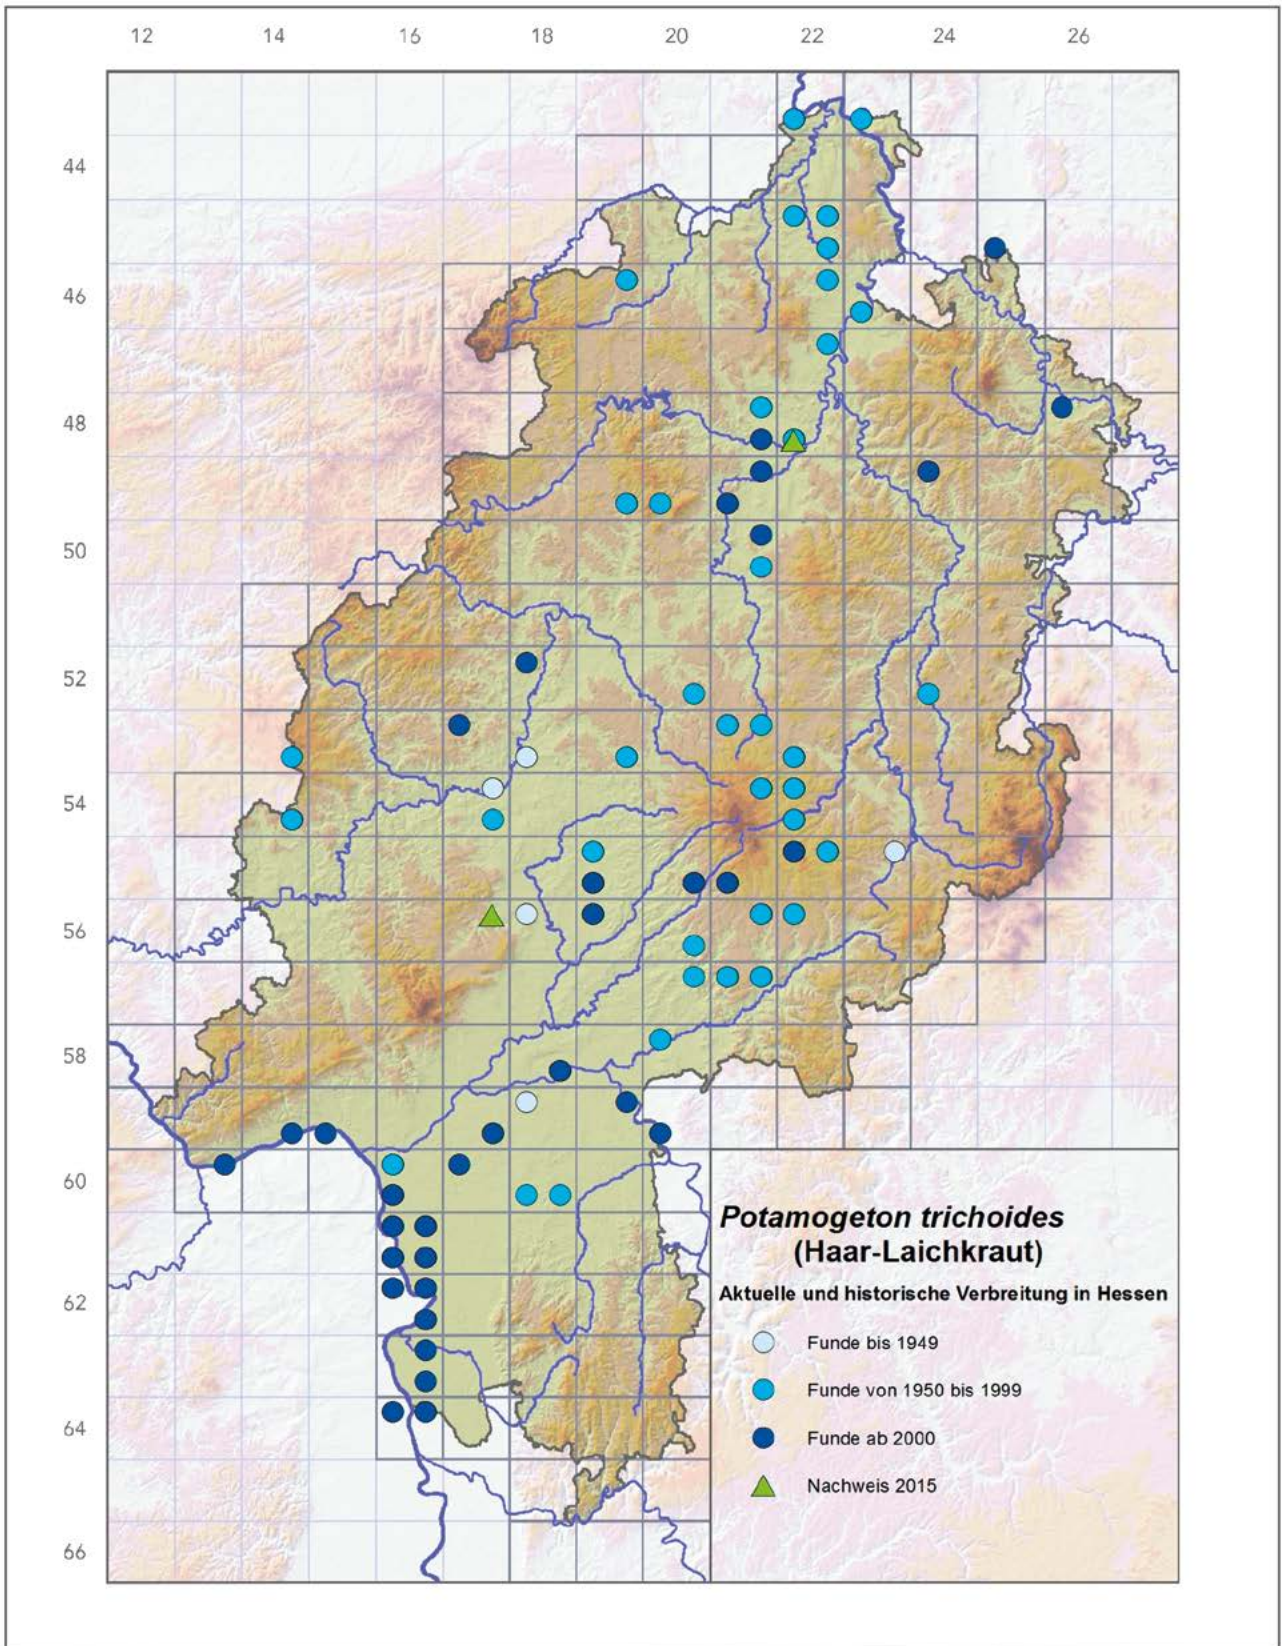 12 14 16 18 20 22 24 26
44
46
48
50
52
54
56
58
60
62
64
66
Potamogeton trichoides
(Haar-Laichkraut)
Aktuelle und historische Verbreitung in Hessen
Funde bis 1949
Funde von 1950 bis 1999
Funde ab 2000
Nachweis 2015